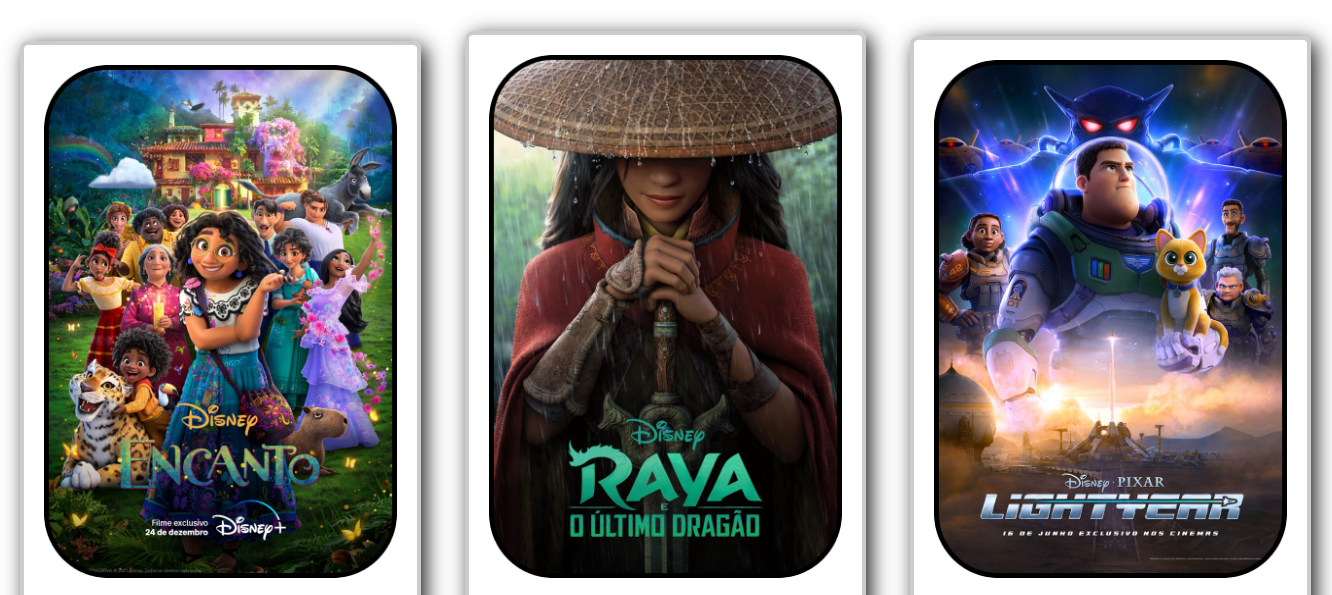 Disney
ENCANTO
Filme exclusivo
24 de dezembro
Disney+
Disney
RAYA
E
O ÚLTIMO DRAGÃO
Disney · PIXAR
LIGHTYEAR
16 DE JUNHO EXCLUSIVO NOS CINEMAS